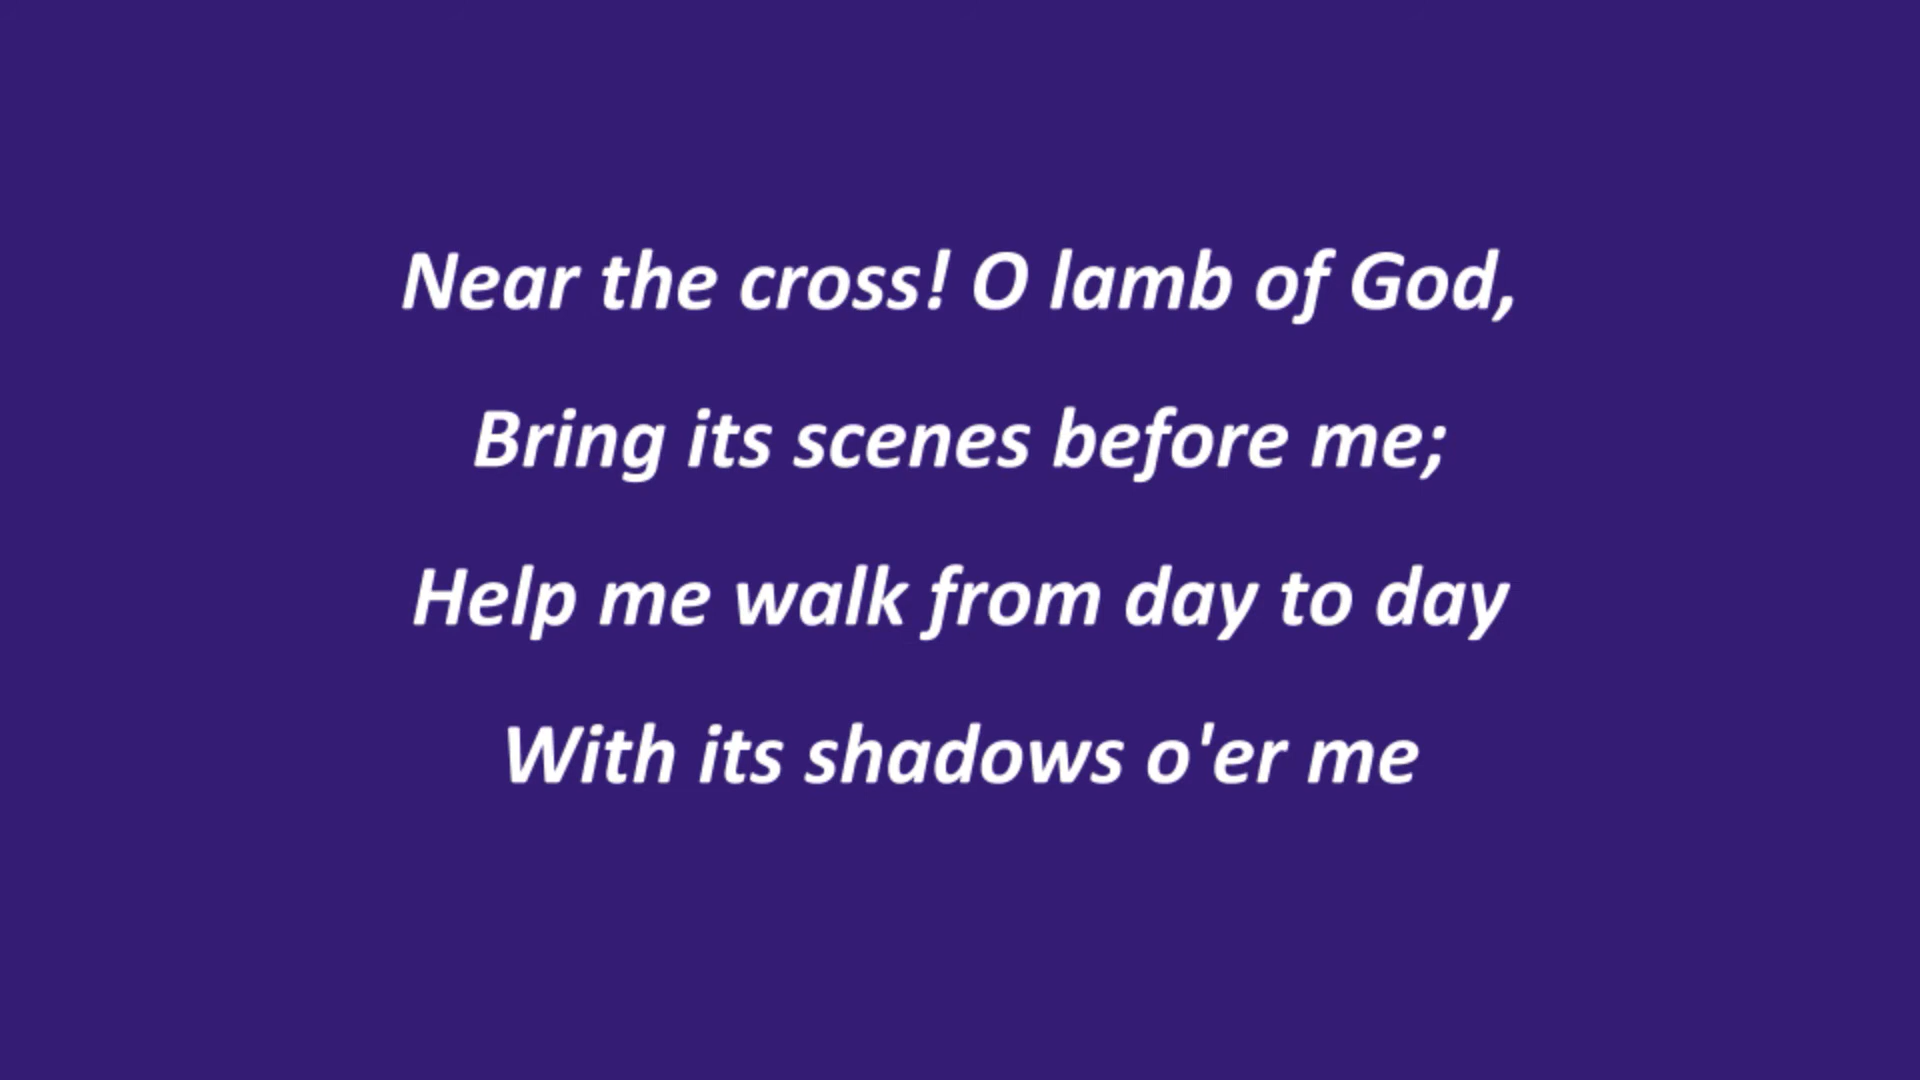 Near the cross! O lamb of God,
Bring its scenes before me;
Help me walk from day to day
With its shadows o'er me